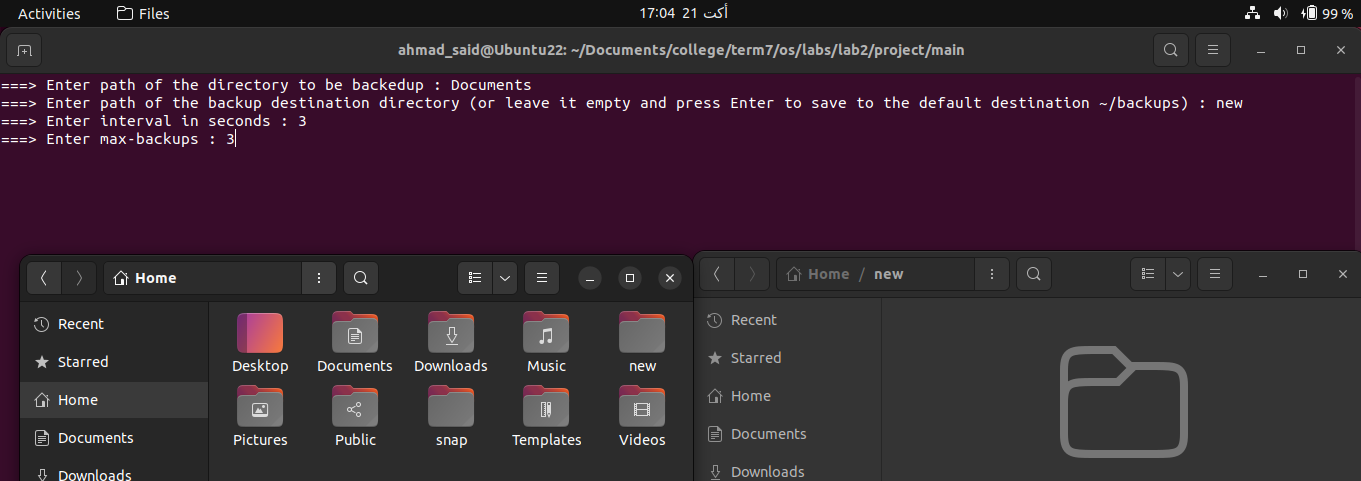 Activities Files 17:04 21 أكت 99 %
ahmad_said@Ubuntu22: ~/Documents/college/term7/os/labs/lab2/project/main
===> Enter path of the directory to be backedup : Documents
===> Enter path of the backup destination directory (or leave it empty and press Enter to save to the default destination ~/backups) : new
===> Enter interval in seconds : 3
===> Enter max-backups : 3
Home
Recent
Starred
Home
Documents
Downloads
Desktop Documents Downloads Music new
Pictures Public snap Templates Videos
Home / new
Recent
Starred
Home
Documents
Downloads